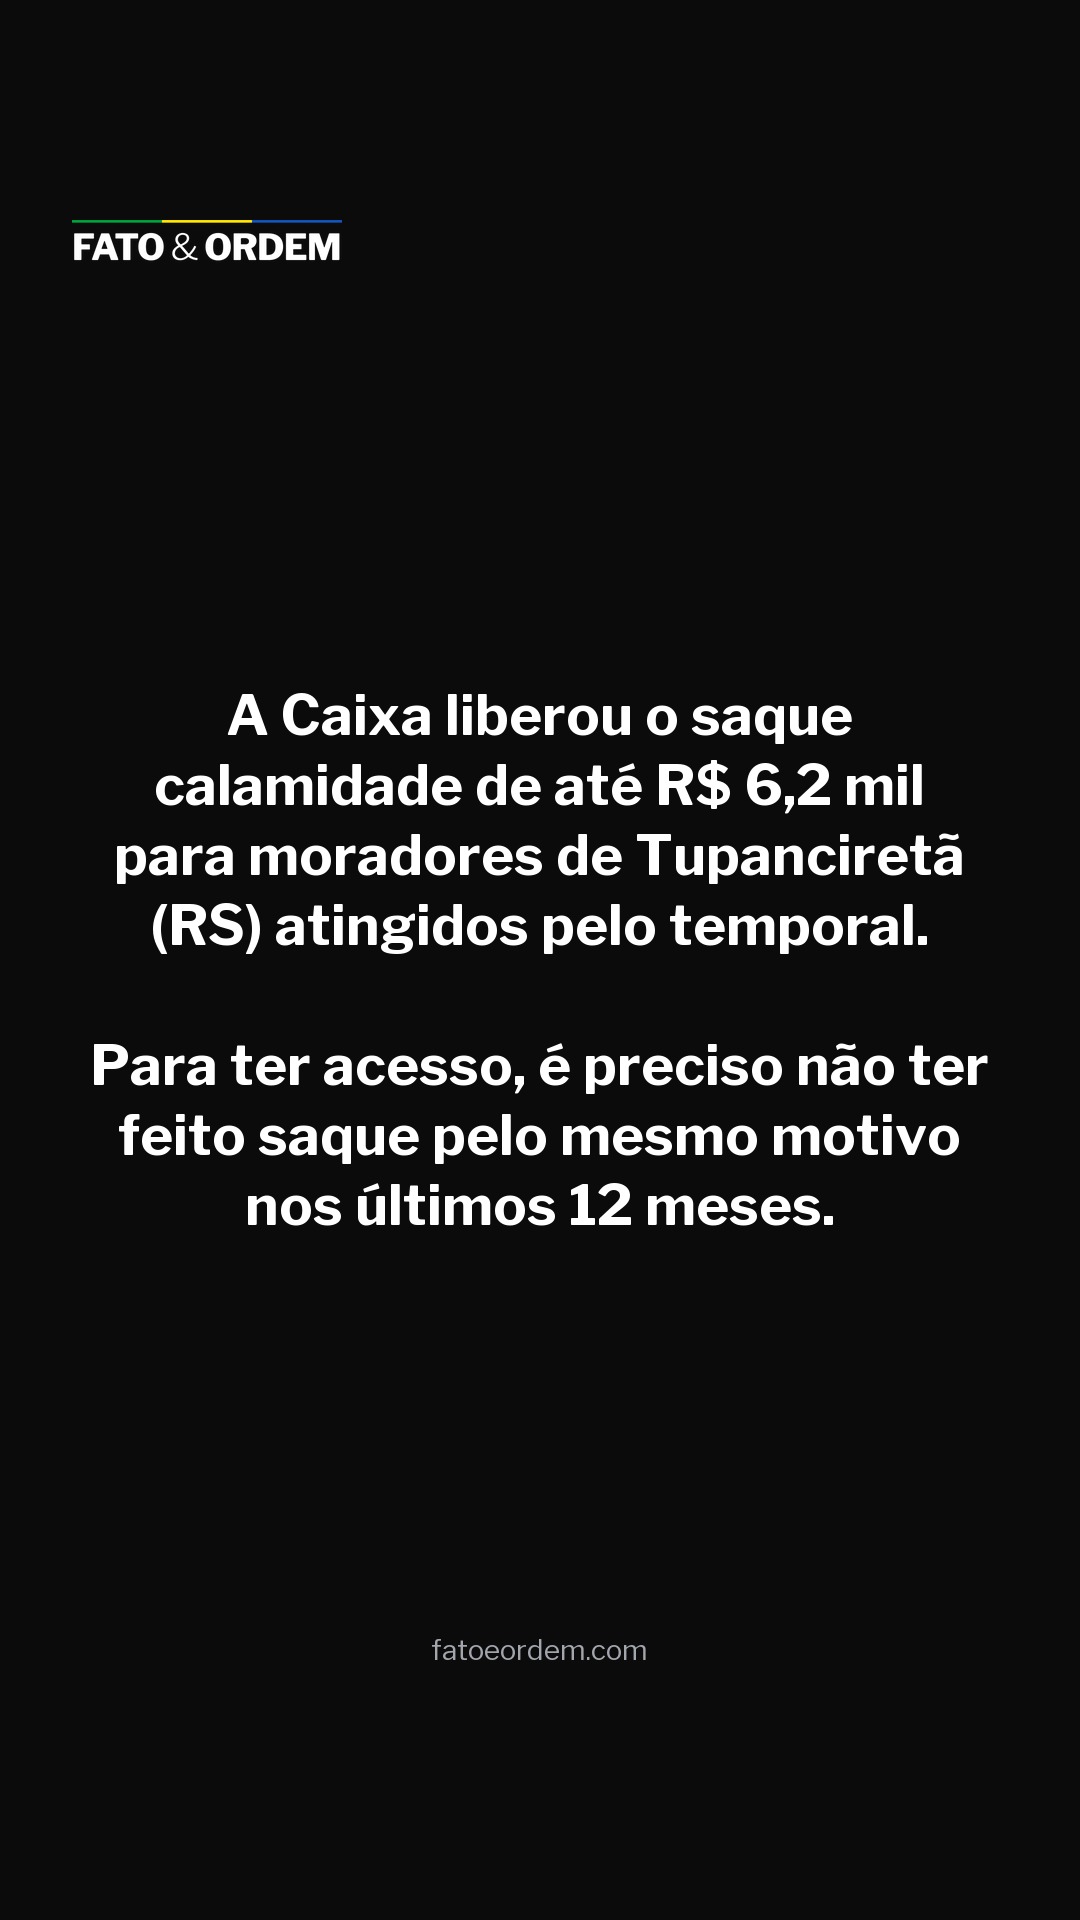 FATO & ORDEM
A Caixa liberou o saque
calamidade de até R$ 6,2 mil
para moradores de Tupanciretã
(RS) atingidos pelo temporal.
Para ter acesso, é preciso não ter
feito saque pelo mesmo motivo
nos últimos 12 meses.
fatoeordem.com